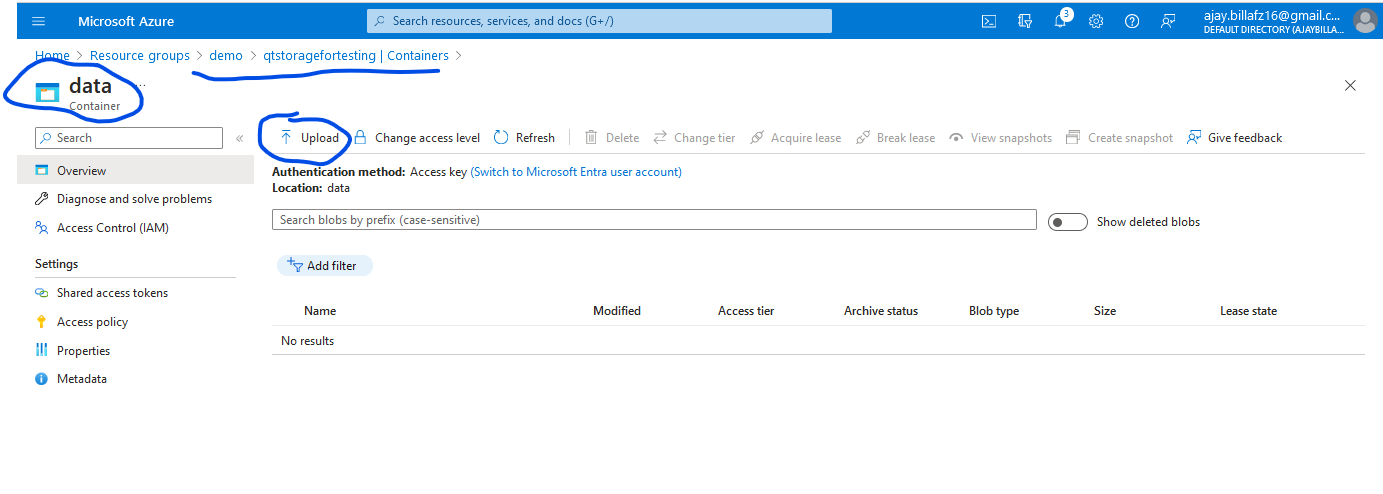 Microsoft Azure
Search resources, services, and docs (G+/)
3
ajay.billafz16@gmail.c...
DEFAULT DIRECTORY (AJAYBILLA...
Home > Resource groups > demo > qtstoragefortesting | Containers >
data ...
Container
Search «
Upload Change access level Refresh Delete Change tier Acquire lease Break lease View snapshots Create snapshot Give feedback
Overview
Diagnose and solve problems
Access Control (IAM)
Settings
Shared access tokens
Access policy
Properties
Metadata
Authentication method: Access key (Switch to Microsoft Entra user account)
Location: data
Search blobs by prefix (case-sensitive)
Show deleted blobs
Add filter
Name Modified Access tier Archive status Blob type Size Lease state
No results